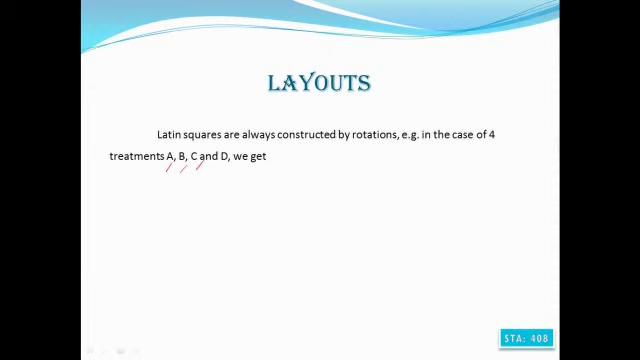 LAYOUTS
Latin squares are always constructed by rotations, e.g. in the case of 4
treatments A, B, C and D, we get
STA: 408